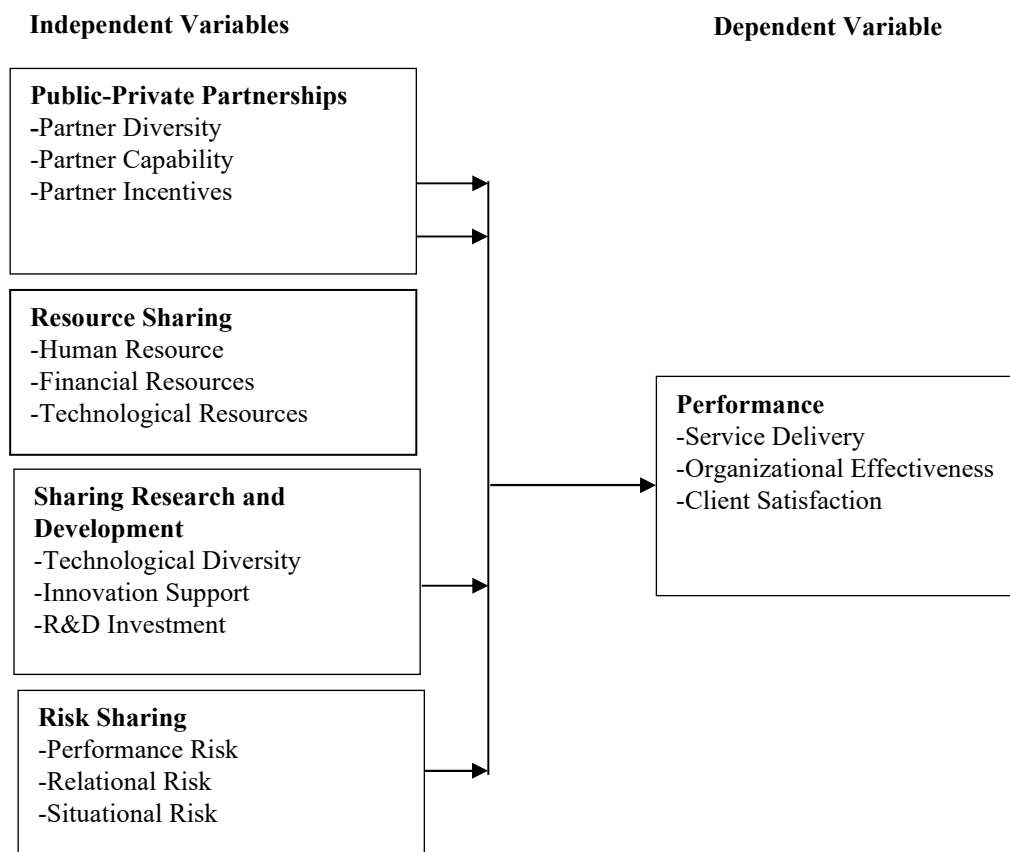 Independent Variables
Dependent Variable
Public-Private Partnerships
-Partner Diversity
-Partner Capability
-Partner Incentives
Resource Sharing
-Human Resource
-Financial Resources
-Technological Resources
Sharing Research and
Development
-Technological Diversity
-Innovation Support
-R&D Investment
Risk Sharing
-Performance Risk
-Relational Risk
-Situational Risk
Performance
-Service Delivery
-Organizational Effectiveness
-Client Satisfaction